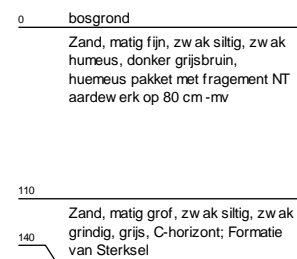 0 bosgrond
Zand, matig fijn, zwak siltig, zwak
humeus, donker grijsbruin,
huemeus pakket met fragement NT
aardewerk op 80 cm -mv
110
Zand, matig grof, zwak siltig, zwak
grindig, grijs, C-horizont; Formatie
140
van Sterksel